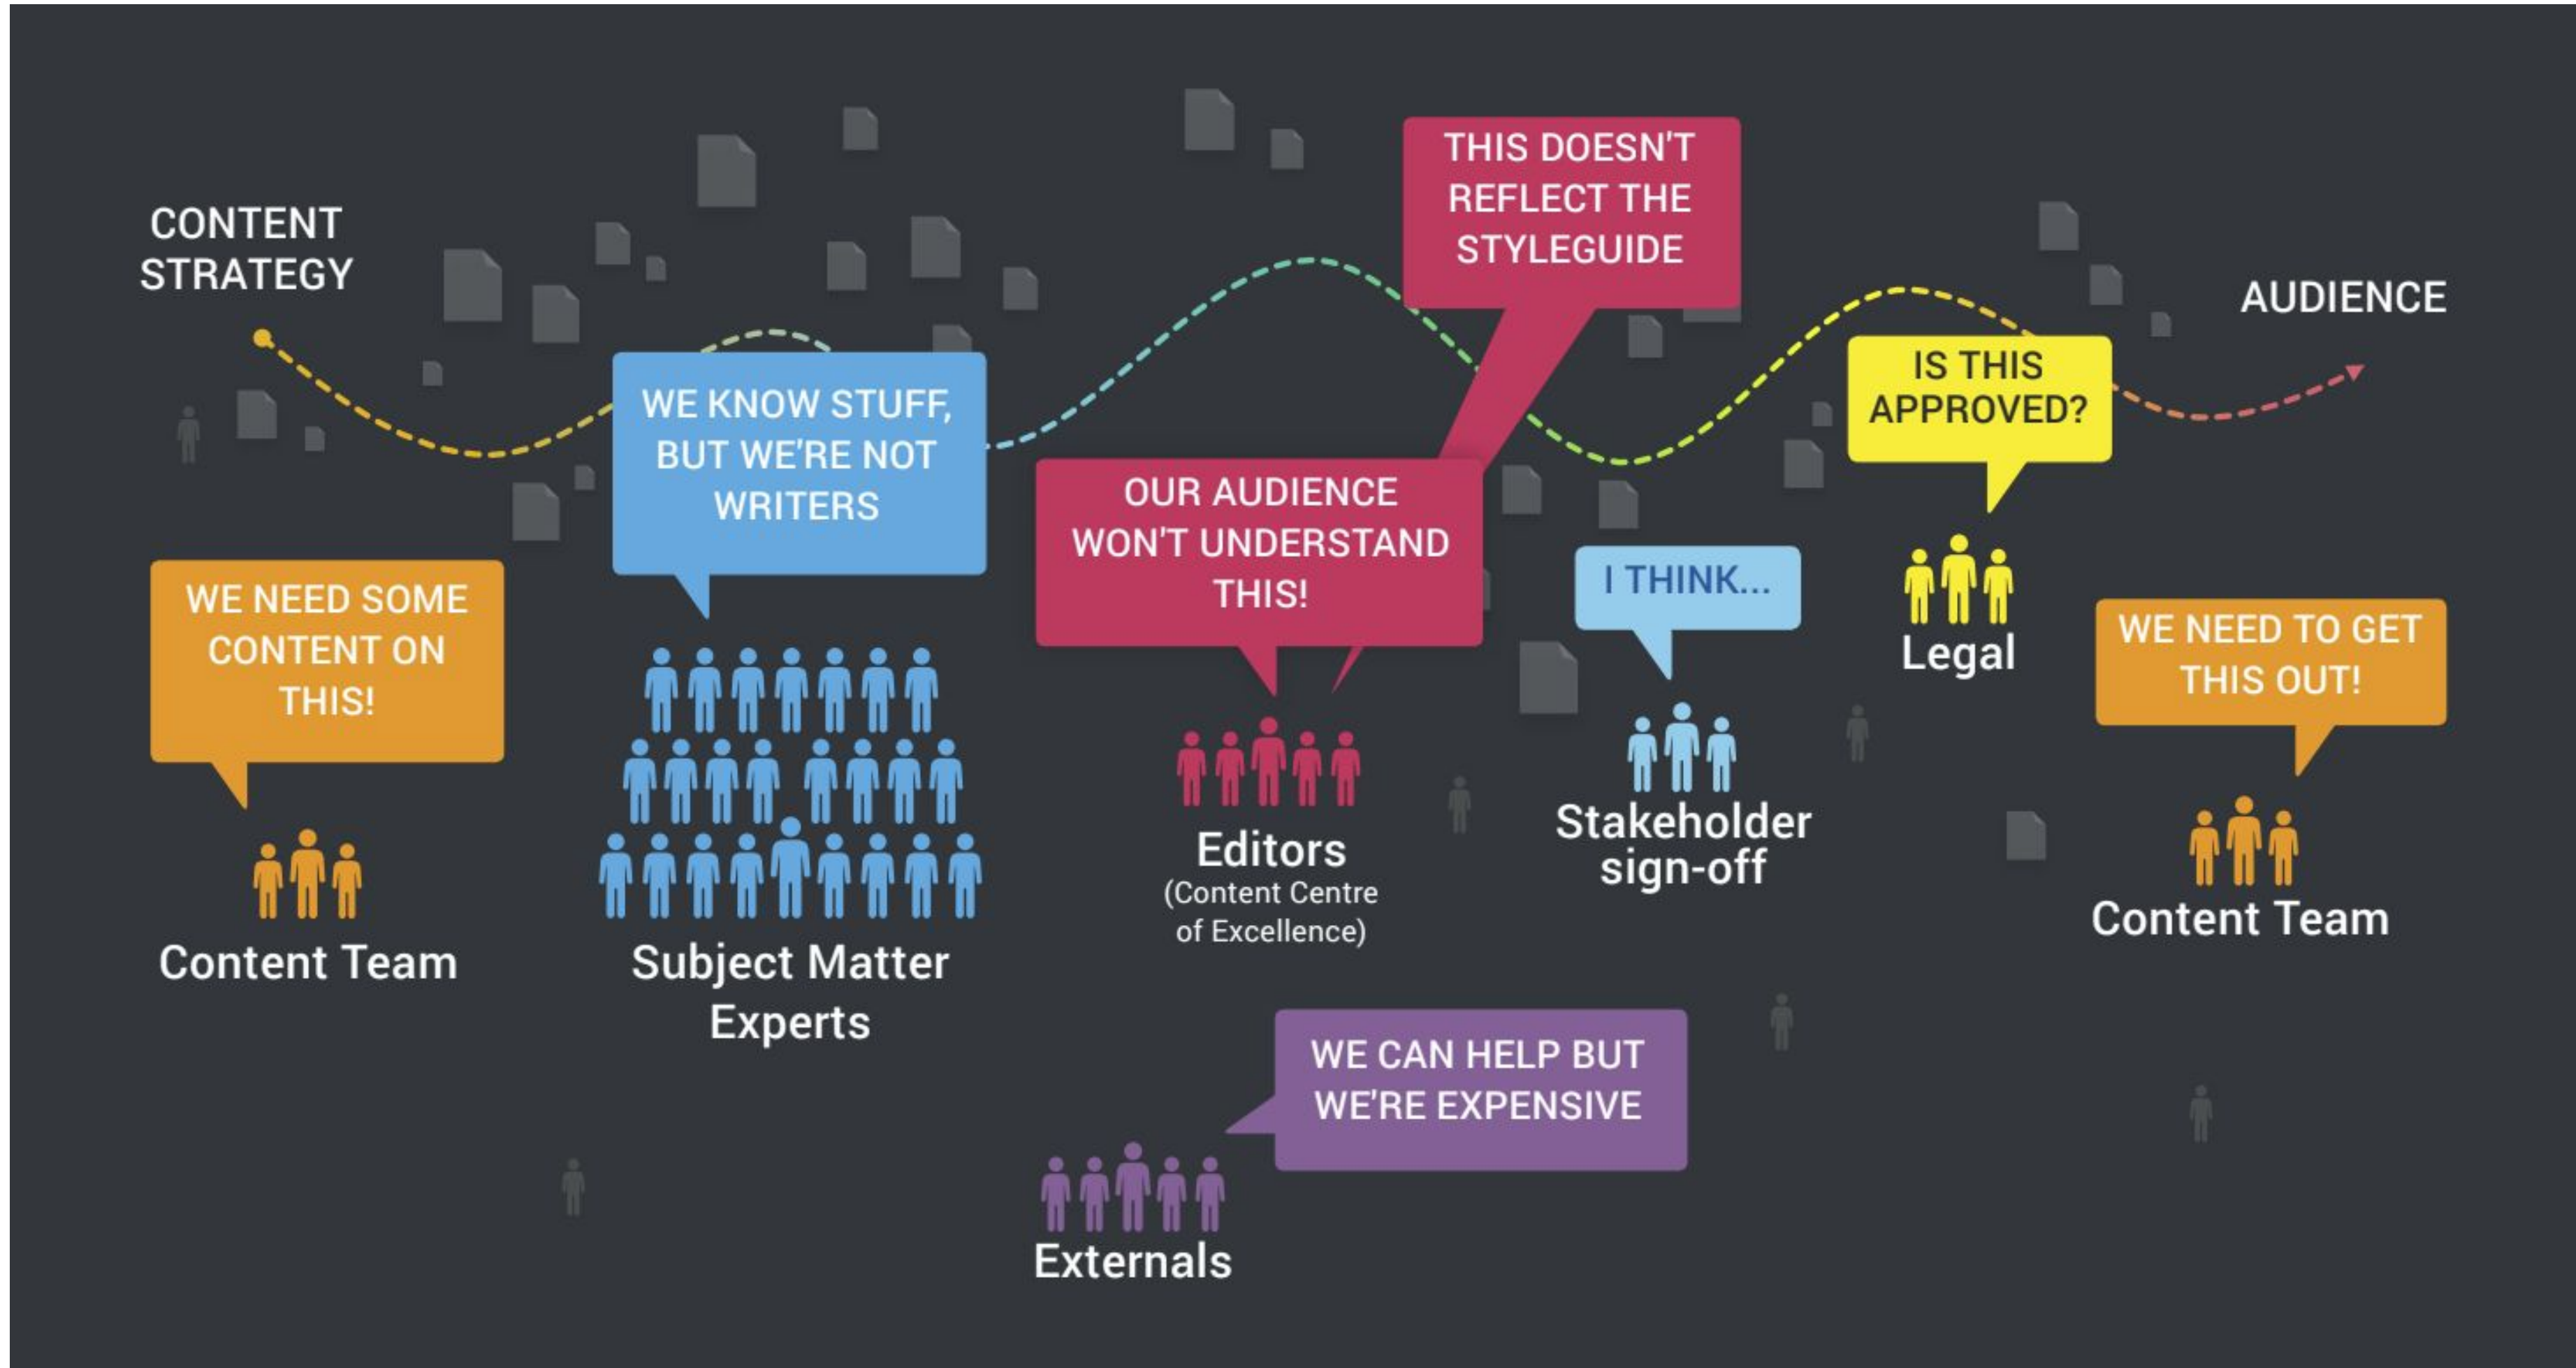 CONTENT
STRATEGY
WE NEED SOME
CONTENT ON
THIS!
Content Team
WE KNOW STUFF,
BUT WE'RE NOT
WRITERS
Subject Matter
Experts
THIS DOESN'T
REFLECT THE
STYLEGUIDE
OUR AUDIENCE
WON'T UNDERSTAND
THIS!
Editors
(Content Centre
of Excellence)
WE CAN HELP BUT
WE'RE EXPENSIVE
Externals
I THINK...
Stakeholder
sign-off
IS THIS
APPROVED?
Legal
AUDIENCE
WE NEED TO GET
THIS OUT!
Content Team